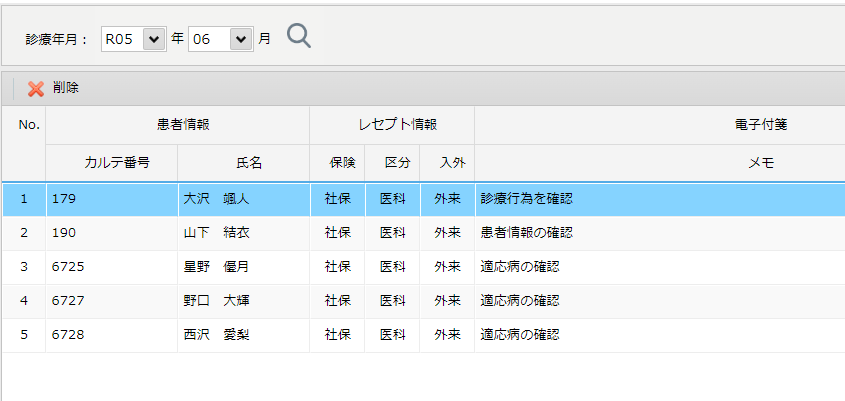 診療年月： R05 年 06 月
削除
No. 患者情報 レセプト情報 電子付箋
カルテ番号 氏名 保険 区分 入外 メモ
1 179 大沢　颯人 社保 医科 外来 診療行為を確認
2 190 山下　結衣 社保 医科 外来 患者情報の確認
3 6725 星野　優月 社保 医科 外来 適応病の確認
4 6727 野口　大輝 社保 医科 外来 適応病の確認
5 6728 西沢　愛梨 社保 医科 外来 適応病の確認